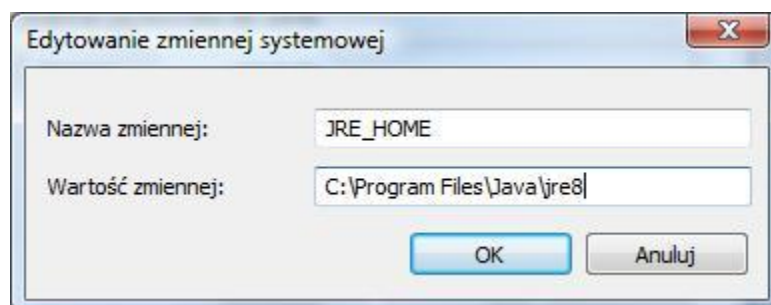 Edytowanie zmiennej systemowej
Nazwa zmiennej: JRE_HOME
Wartość zmiennej: C:\Program Files\Java\jre8
OK Anuluj